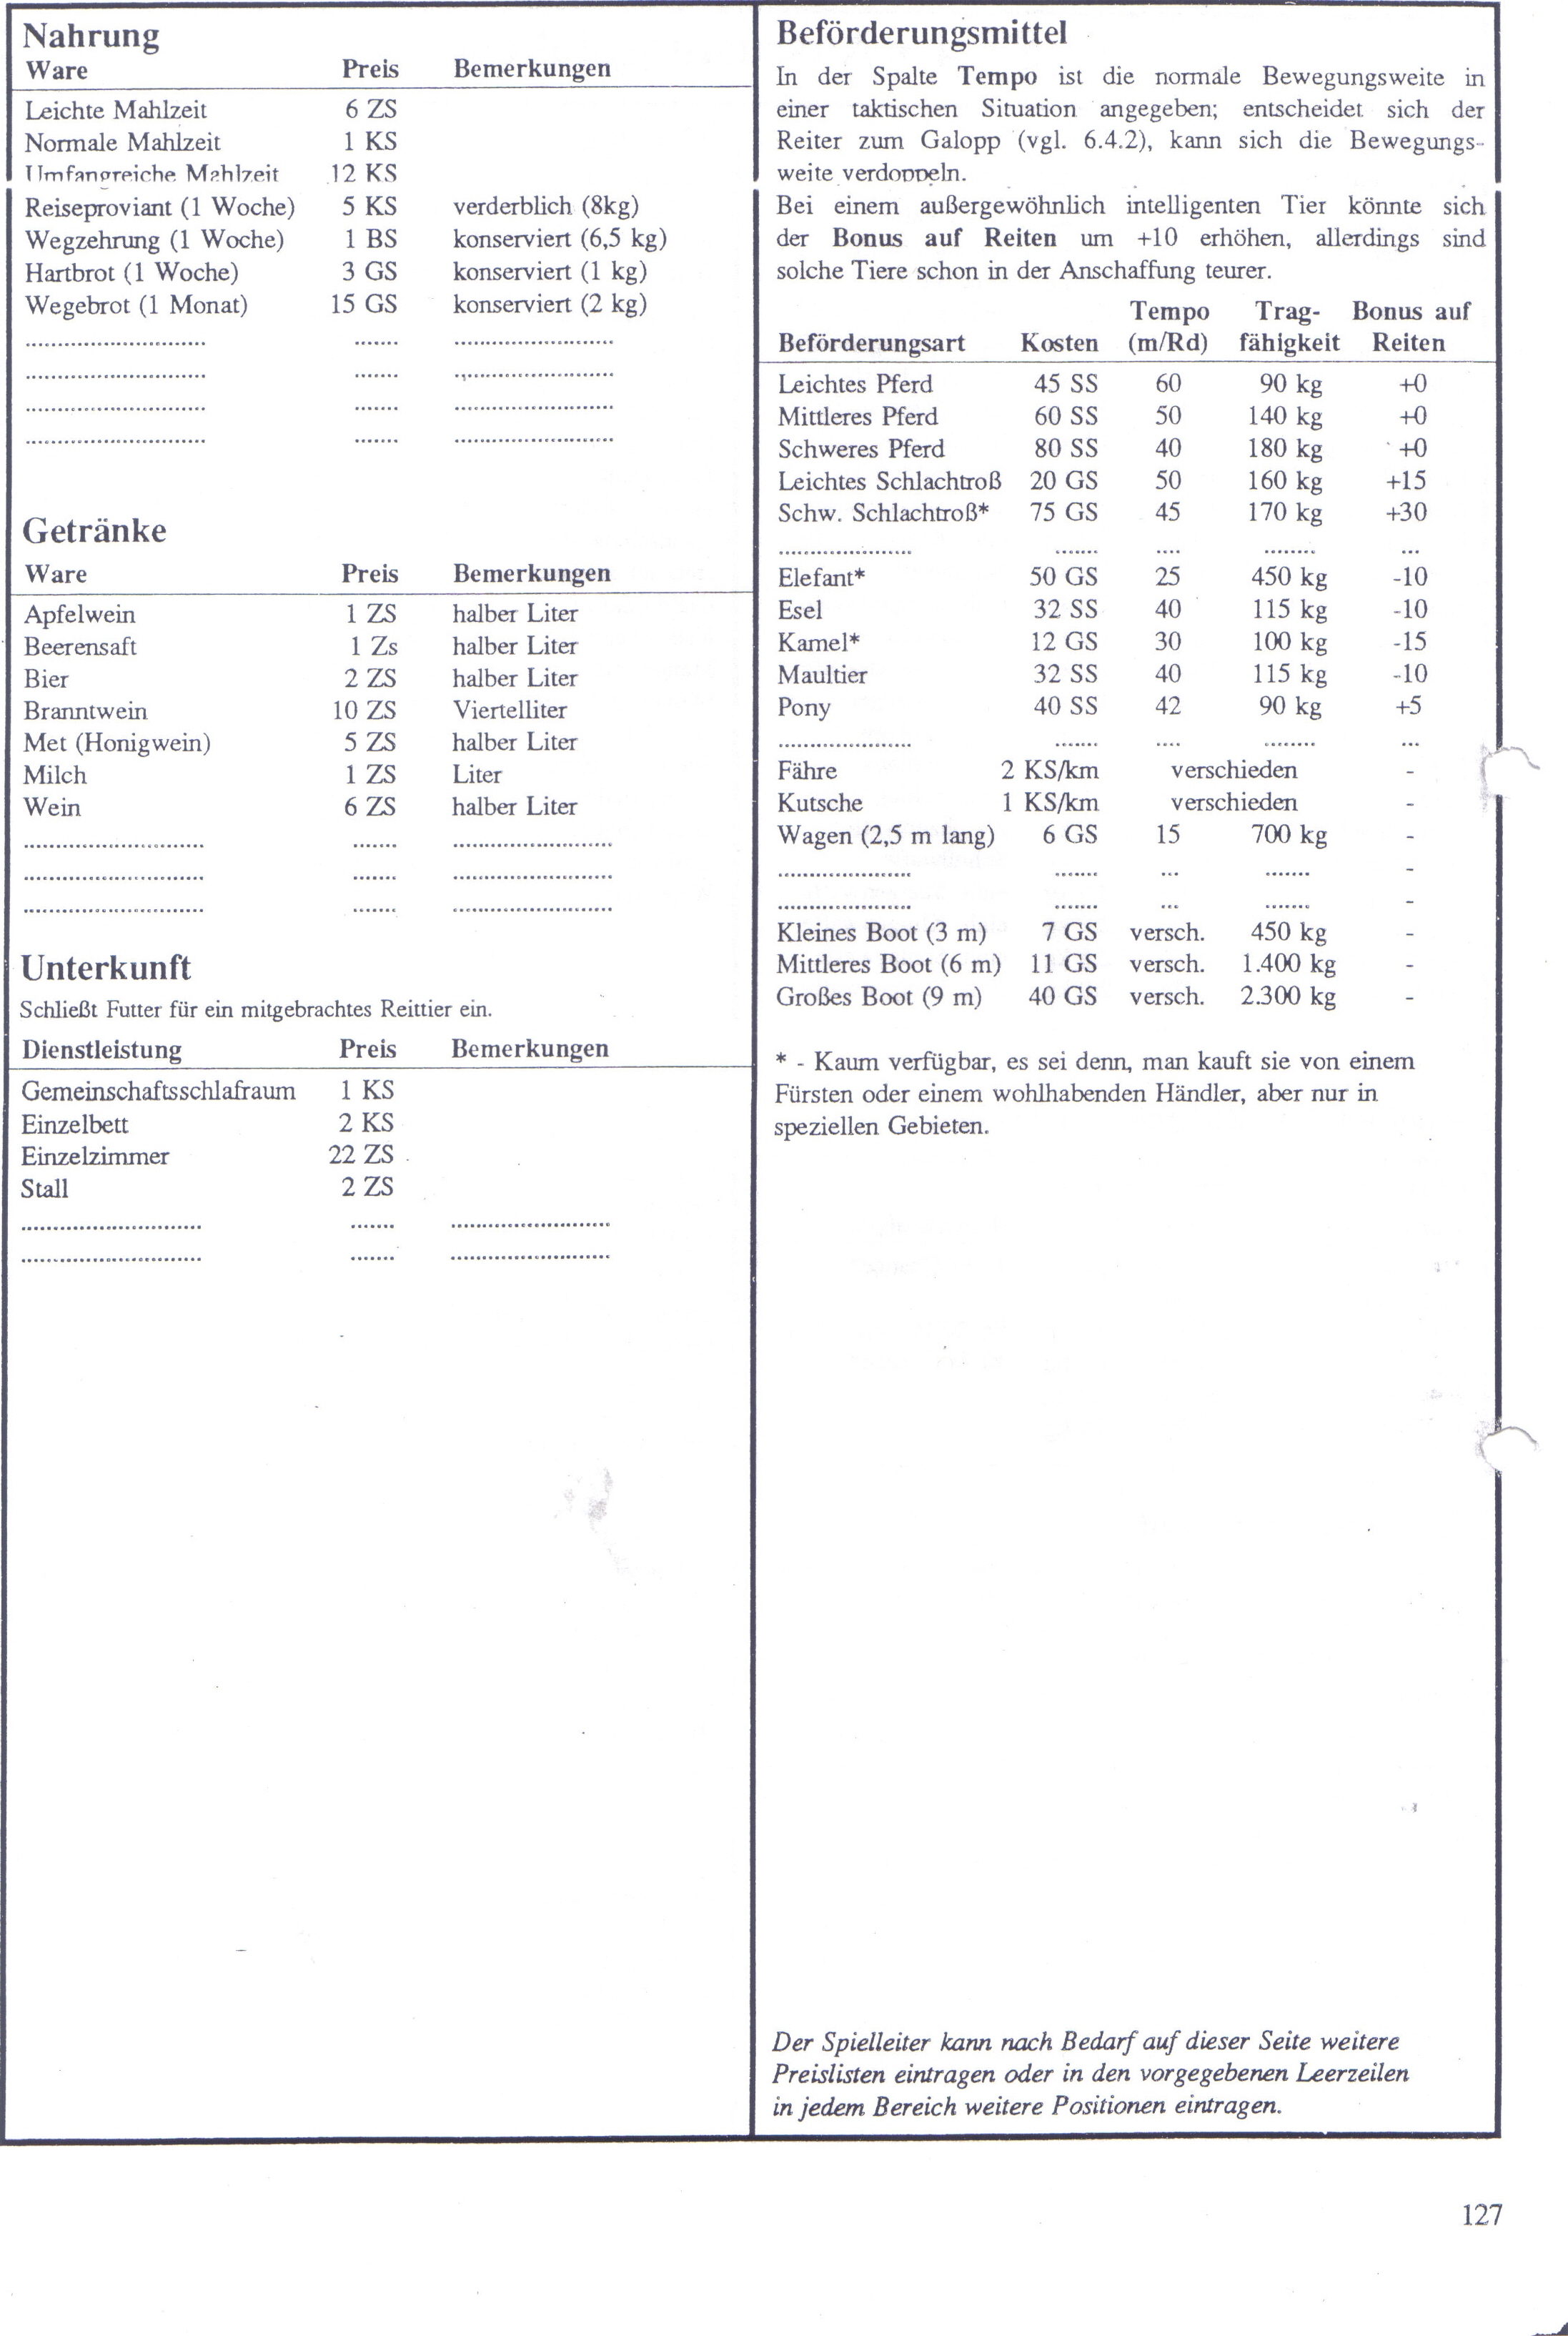 Nahrung
Ware Preis Bemerkungen
Leichte Mahlzeit 6 ZS
Normale Mahlzeit 1 KS
Umfangreiche Mahlzeit 12 KS
Reiseproviant (1 Woche) 5 KS verderblich (8kg)
Wegzehrung (1 Woche) 1 BS konserviert (6,5 kg)
Hartbrot (1 Woche) 3 GS konserviert (1 kg)
Wegebrot (1 Monat) 15 GS konserviert (2 kg)
Getränke
Ware Preis Bemerkungen
Apfelwein 1 ZS halber Liter
Beerensaft 1 Zs halber Liter
Bier 2 ZS halber Liter
Branntwein 10 ZS Viertelliter
Met (Honigwein) 5 ZS halber Liter
Milch 1 ZS Liter
Wein 6 ZS halber Liter
Unterkunft
Schließt Futter für ein mitgebrachtes Reittier ein.
Dienstleistung Preis Bemerkungen
Gemeinschaftsschlafraum 1 KS
Einzelbett 2 KS
Einzelzimmer 22 ZS
Stall 2 ZS
Beförderungsmittel
In der Spalte Tempo ist die normale Bewegungsweite in
einer taktischen Situation angegeben; entscheidet sich der
Reiter zum Galopp (vgl. 6.4.2), kann sich die Bewegungs-
weite verdoppeln.
Bei einem außergewöhnlich intelligenten Tier könnte sich
der Bonus auf Reiten um +10 erhöhen, allerdings sind
solche Tiere schon in der Anschaffung teurer.
Tempo Trag- Bonus auf
Beförderungsart Kosten (m/Rd) fähigkeit Reiten
Leichtes Pferd 45 SS 60 90 kg +0
Mittleres Pferd 60 SS 50 140 kg +0
Schweres Pferd 80 SS 40 180 kg +0
Leichtes Schlachtroß 20 GS 50 160 kg +15
Schw. Schlachtroß* 75 GS 45 170 kg +30
Elefant* 50 GS 25 450 kg -10
Esel 32 SS 40 115 kg -10
Kamel* 12 GS 30 100 kg -15
Maultier 32 SS 40 115 kg -10
Pony 40 SS 42 90 kg +5
Fähre 2 KS/km verschieden -
Kutsche 1 KS/km verschieden -
Wagen (2,5 m lang) 6 GS 15 700 kg -
-
-
Kleines Boot (3 m) 7 GS versch. 450 kg -
Mittleres Boot (6 m) 11 GS versch. 1.400 kg -
Großes Boot (9 m) 40 GS versch. 2.300 kg -
* - Kaum verfügbar, es sei denn, man kauft sie von einem
Fürsten oder einem wohlhabenden Händler, aber nur in
speziellen Gebieten.
Der Spielleiter kann nach Bedarf auf dieser Seite weitere
Preislisten eintragen oder in den vorgegebenen Leerzeilen
in jedem Bereich weitere Positionen eintragen.
127